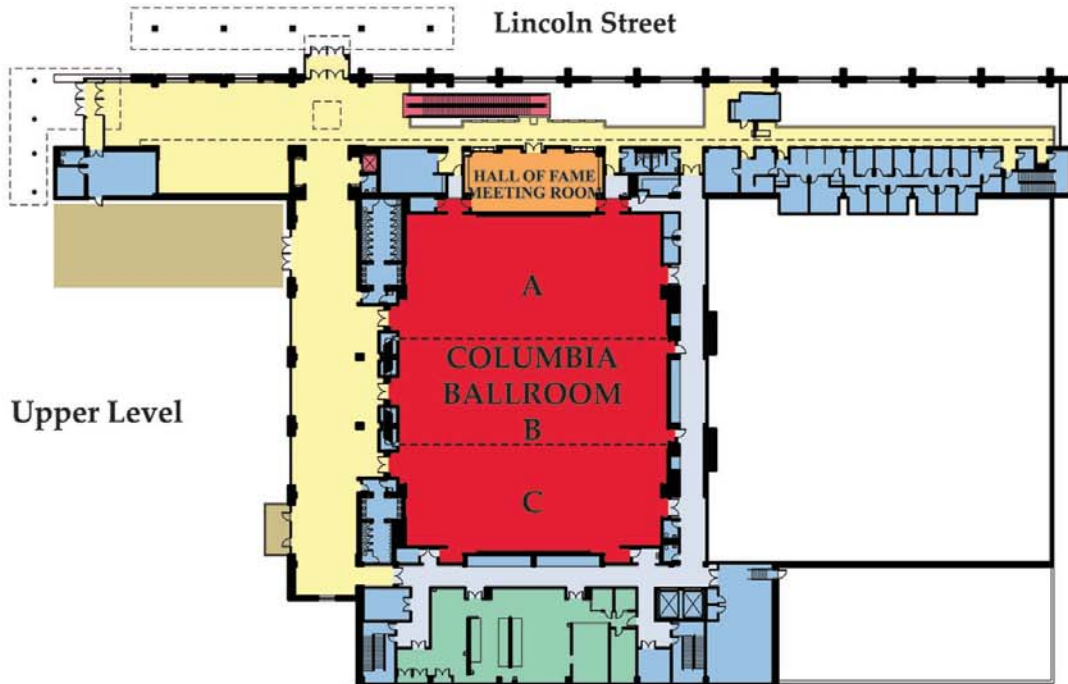 Lincoln Street
HALL OF FAME
MEETING ROOM
A
COLUMBIA
BALLROOM
B
Upper Level
C